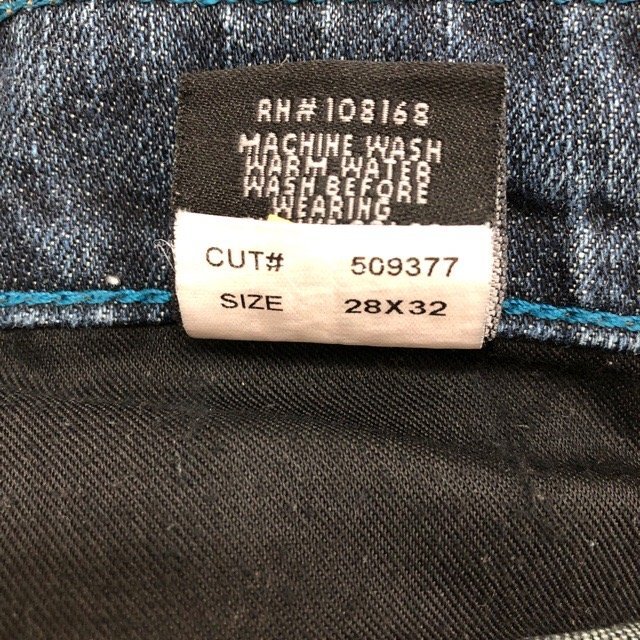 RN#108168
MACHINE WASH
WARM WATER
WASH BEFORE
WEARING
CUT# 509377
SIZE 28X32